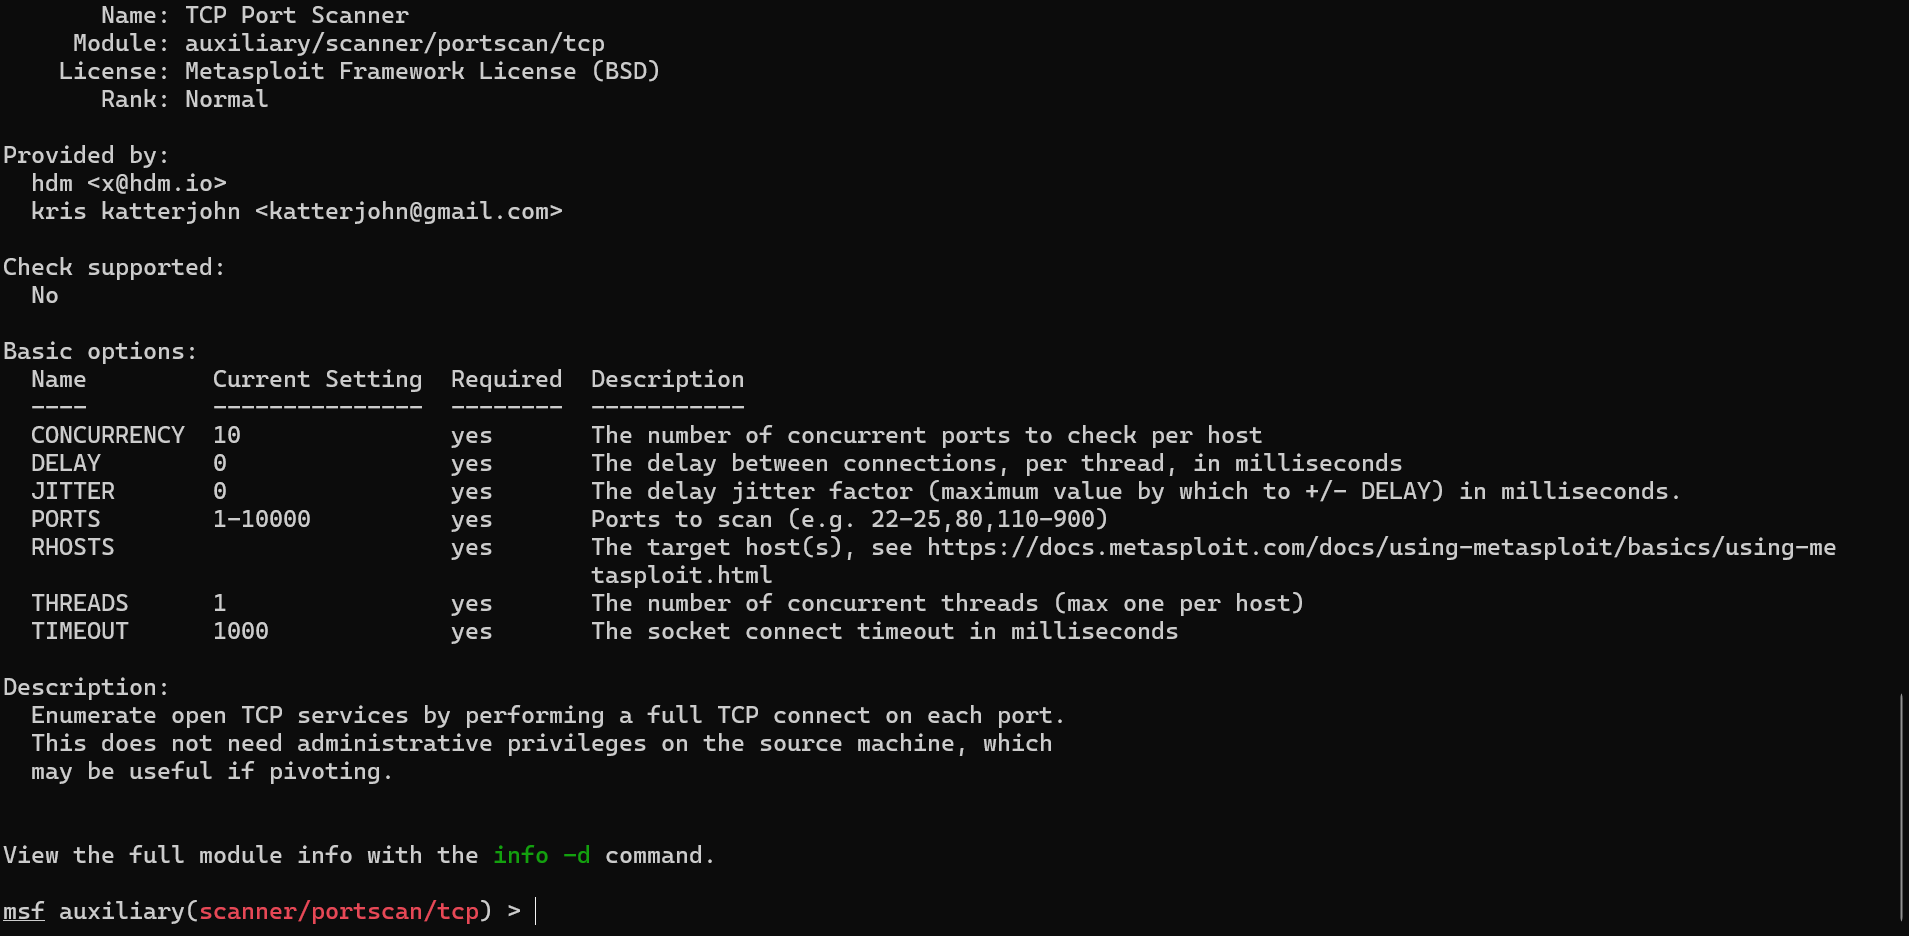 Name: TCP Port Scanner
     Module: auxiliary/scanner/portscan/tcp
    License: Metasploit Framework License (BSD)
       Rank: Normal

Provided by:
  hdm <x@hdm.io>
  kris katterjohn <katterjohn@gmail.com>

Check supported:
  No

Basic options:
  Name         Current Setting  Required  Description
  ----         ---------------  --------  -----------
  CONCURRENCY  10               yes       The number of concurrent ports to check per host
  DELAY        0                yes       The delay between connections, per thread, in milliseconds
  JITTER       0                yes       The delay jitter factor (maximum value by which to +/- DELAY) in milliseconds.
  PORTS        1-10000          yes       Ports to scan (e.g. 22-25,80,110-900)
  RHOSTS                        yes       The target host(s), see https://docs.metasploit.com/docs/using-metasploit/basics/using-me
                                          tasploit.html
  THREADS      1                yes       The number of concurrent threads (max one per host)
  TIMEOUT      1000             yes       The socket connect timeout in milliseconds

Description:
  Enumerate open TCP services by performing a full TCP connect on each port.
  This does not need administrative privileges on the source machine, which
  may be useful if pivoting.


View the full module info with the info -d command.

msf auxiliary(scanner/portscan/tcp) >